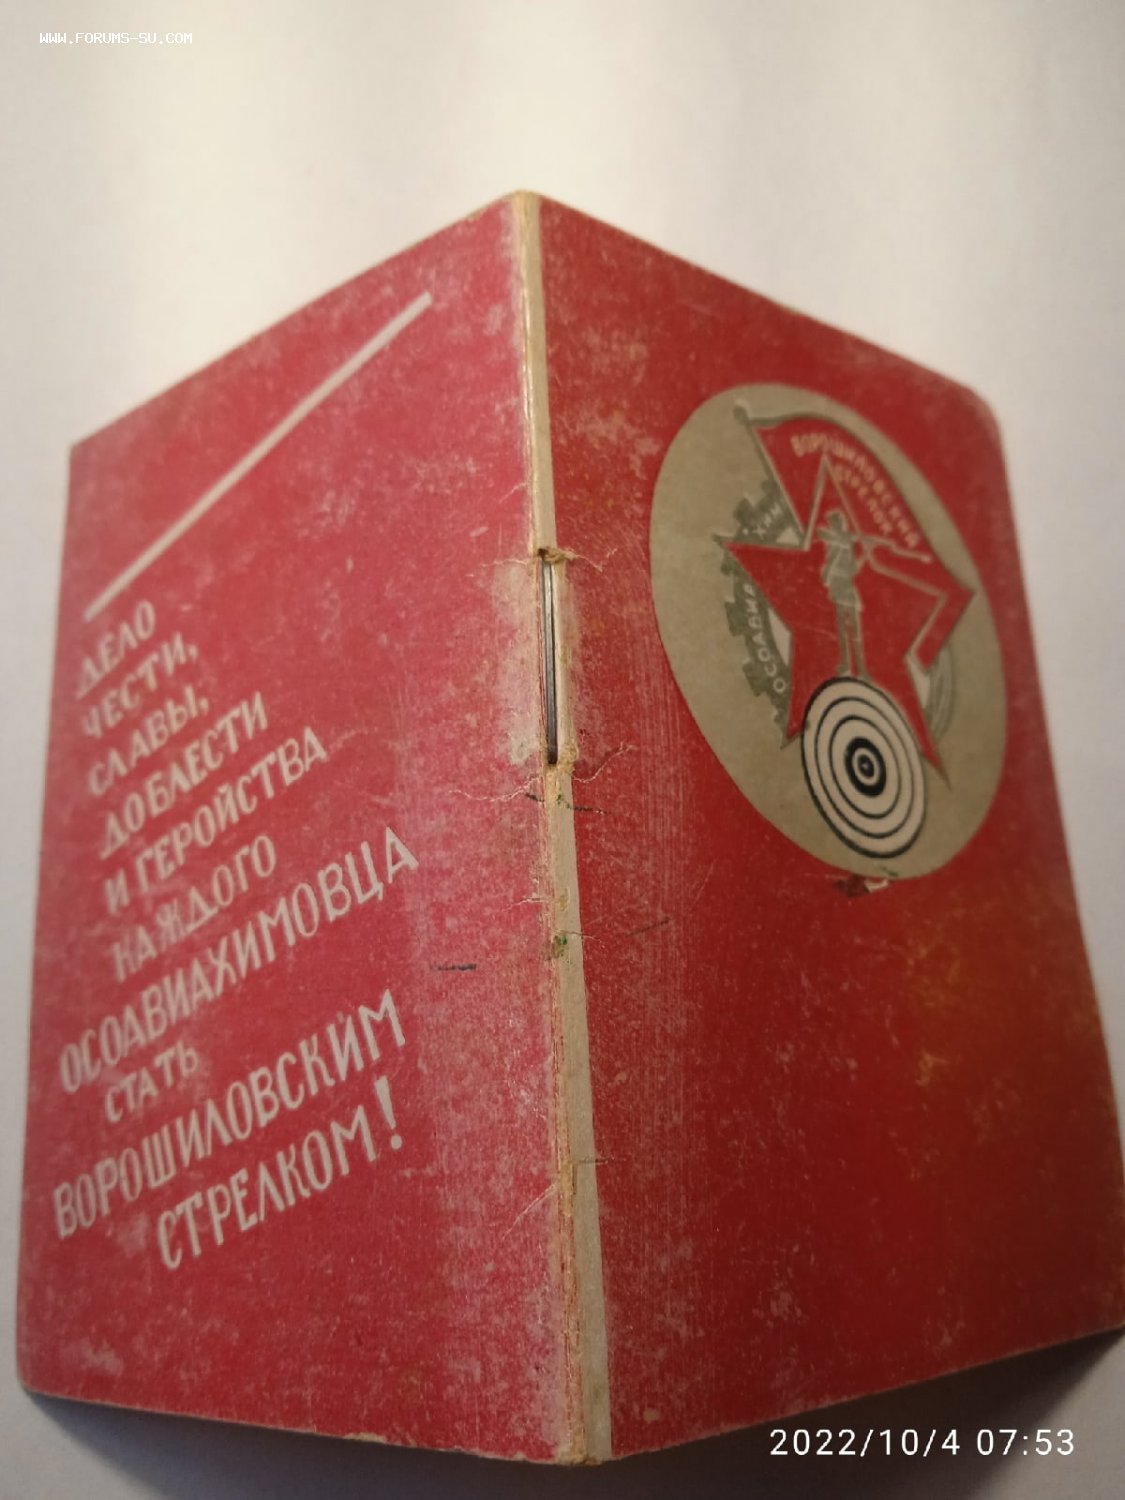 WWW.FORUMS-SU.COM
ДЕЛО
ЧЕСТИ,
СЛАВЫ,
ДОБЛЕСТИ
И ГЕРОЙСТВА
КАЖДОГО
ОСОАВИАХИМОВЦА
СТАТЬ
ВОРОШИЛОВСКИМ
СТРЕЛКОМ!
ВОРОШИЛОВСКИЙ
СТРЕЛОК
ОСОАВИАХИМ
2022/10/4 07:53